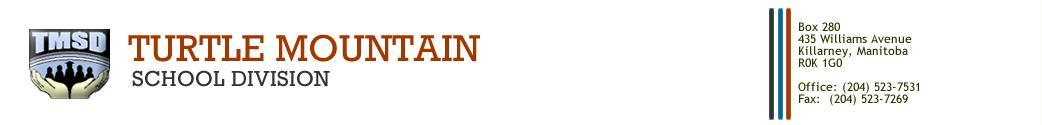 TMSD
TURTLE MOUNTAIN
SCHOOL DIVISION
Box 280
435 Williams Avenue
Killarney, Manitoba
R0K 1G0
Office: (204) 523-7531
Fax: (204) 523-7269